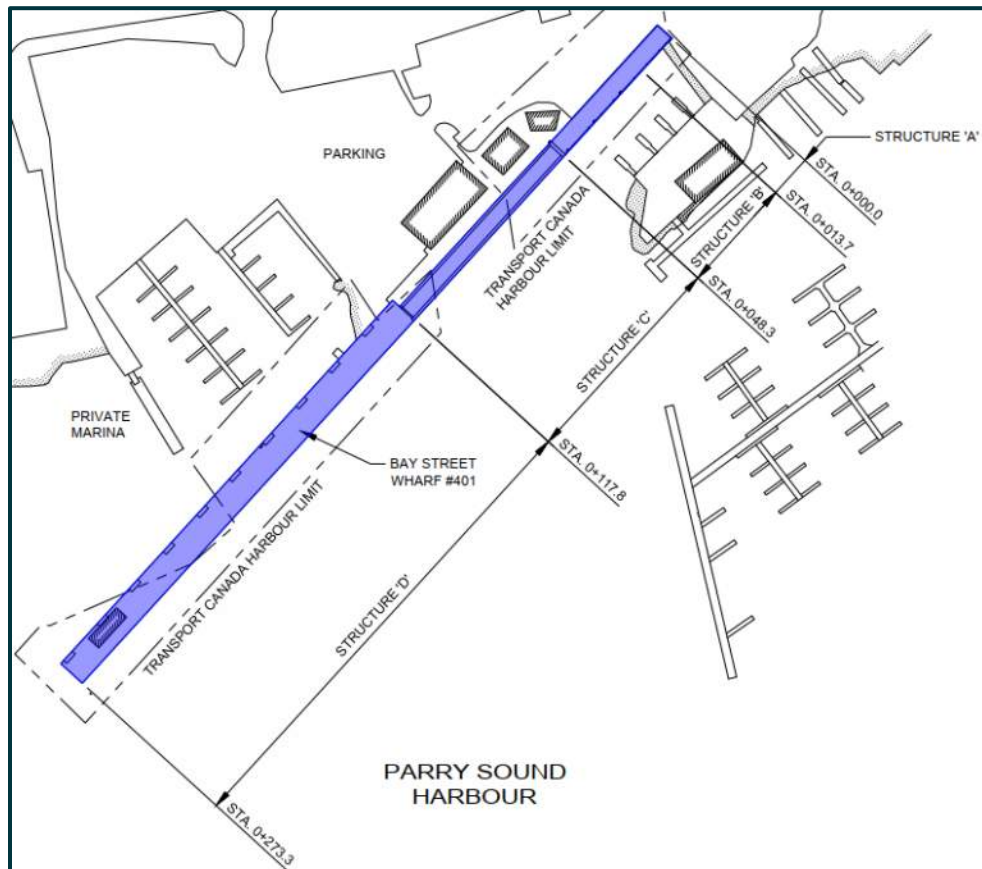 PARKING
STRUCTURE 'A'
STA. 0+000.0
STRUCTURE 'B'
STA. 0+013.7
TRANSPORT CANADA
HARBOUR LIMIT
STA. 0+048.3
STRUCTURE 'C'
PRIVATE
MARINA
BAY STREET
WHARF #401
STA. 0+117.8
TRANSPORT CANADA HARBOUR LIMIT
STRUCTURE 'D'
PARRY SOUND
HARBOUR
STA. 0+273.3